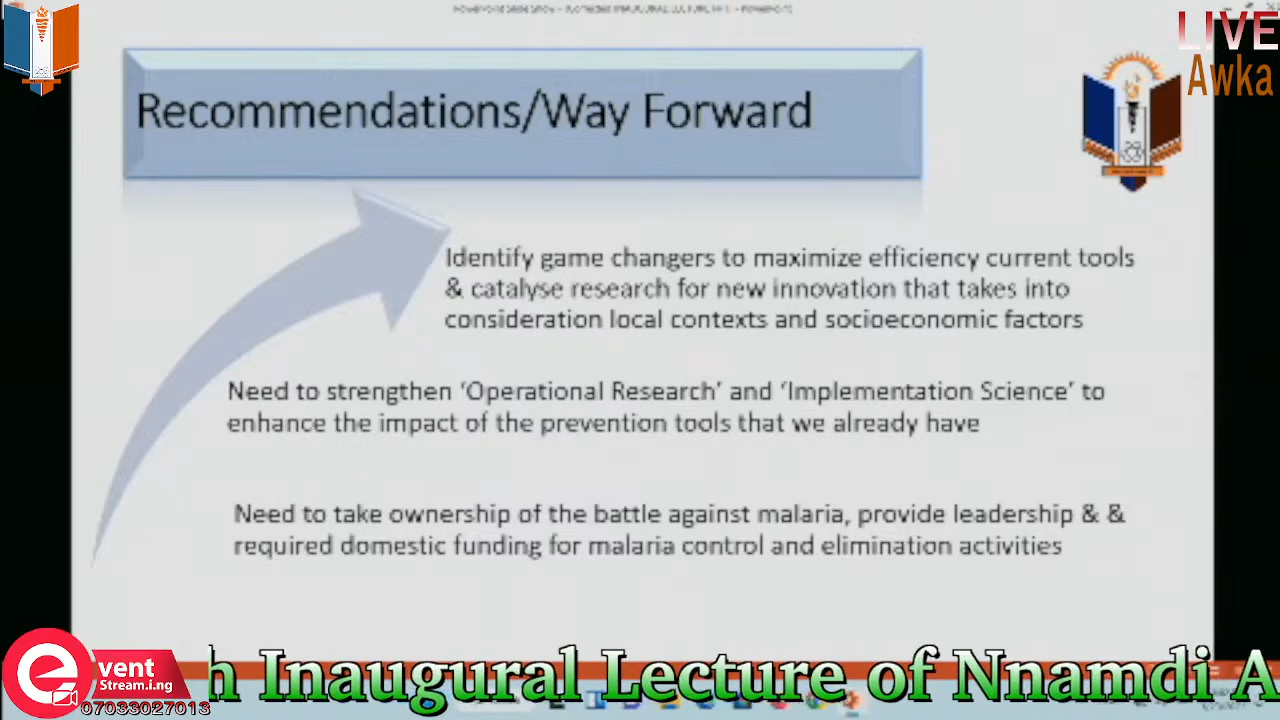 LIVE
Awka
Recommendations/Way Forward
Identify game changers to maximize efficiency current tools
& catalyse research for new innovation that takes into
consideration local contexts and socioeconomic factors
Need to strengthen ‘Operational Research’ and ‘Implementation Science’ to
enhance the impact of the prevention tools that we already have
Need to take ownership of the battle against malaria, provide leadership & &
required domestic funding for malaria control and elimination activities
event
Stream.i.ng
07033027013
h Inaugural Lecture of Nnamdi A